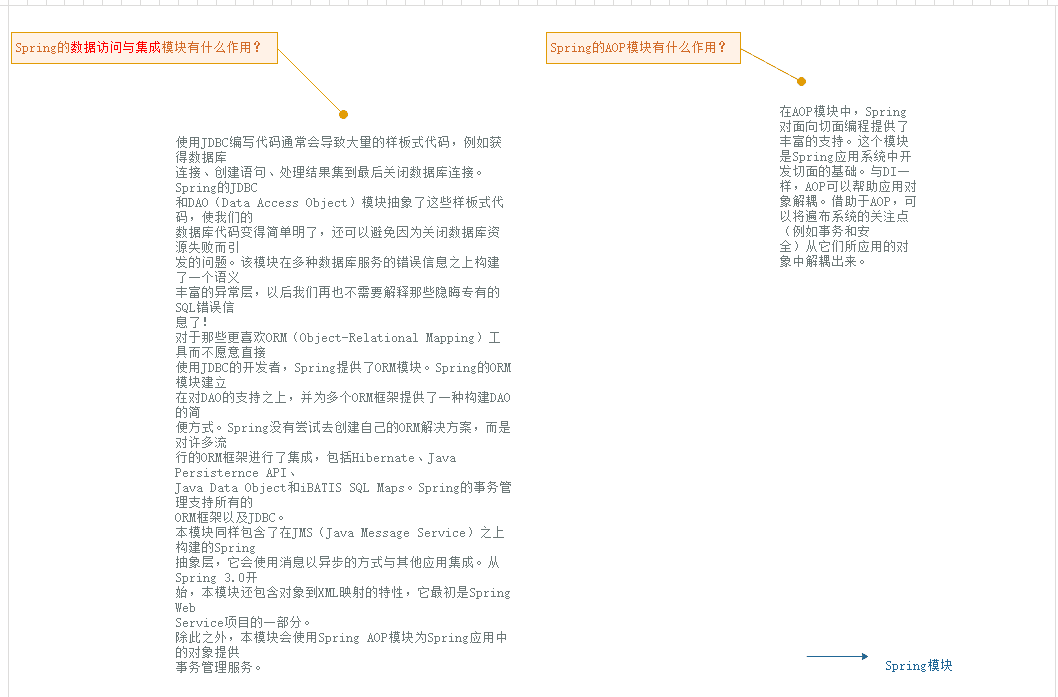 Spring的数据访问与集成模块有什么作用？
使用JDBC编写代码通常会导致大量的样板式代码，例如获
得数据库
连接、创建语句、处理结果集到最后关闭数据库连接。
Spring的JDBC
和DAO（Data Access Object）模块抽象了这些样板式代
码，使我们的
数据库代码变得简单明了，还可以避免因为关闭数据库资
源失败而引
发的问题。该模块在多种数据库服务的错误信息之上构建
了一个语义
丰富的异常层，以后我们再也不需要解释那些隐晦专有的
SQL错误信
息了！
对于那些更喜欢ORM（Object-Relational Mapping）工
具而不愿意直接
使用JDBC的开发者，Spring提供了ORM模块。Spring的ORM
模块建立
在对DAO的支持之上，并为多个ORM框架提供了一种构建DAO
的简
便方式。Spring没有尝试去创建自己的ORM解决方案，而是
对许多流
行的ORM框架进行了集成，包括Hibernate、Java
Persisternce API、
Java Data Object和iBATIS SQL Maps。Spring的事务管
理支持所有的
ORM框架以及JDBC。
本模块同样包含了在JMS（Java Message Service）之上
构建的Spring
抽象层，它会使用消息以异步的方式与其他应用集成。从
Spring 3.0开
始，本模块还包含对象到XML映射的特性，它最初是Spring
Web
Service项目的一部分。
除此之外，本模块会使用Spring AOP模块为Spring应用中
的对象提供
事务管理服务。
Spring的AOP模块有什么作用？
在AOP模块中，Spring
对面向切面编程提供了
丰富的支持。这个模块
是Spring应用系统中开
发切面的基础。与DI一
样，AOP可以帮助应用对
象解耦。借助于AOP，可
以将遍布系统的关注点
（例如事务和安
全）从它们所应用的对
象中解耦出来。
Spring模块